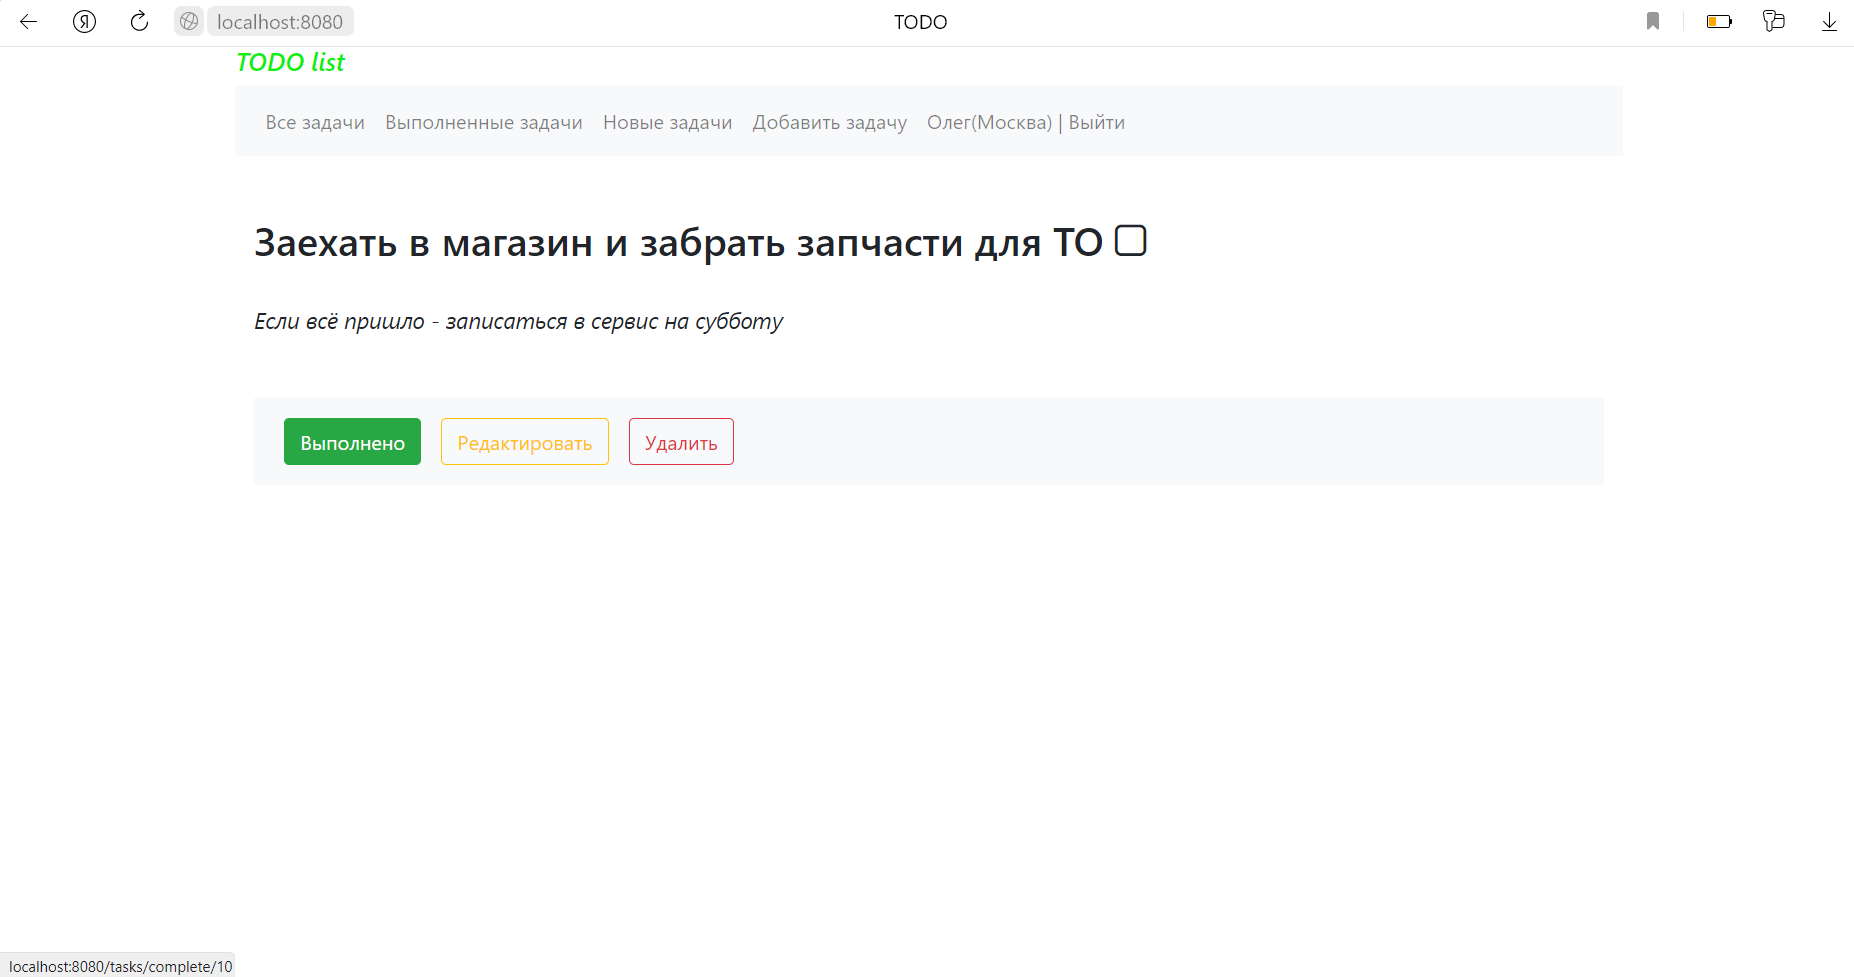 localhost:8080
TODO
TODO list
Все задачи Выполненные задачи Новые задачи Добавить задачу Олег(Москва) | Выйти
Заехать в магазин и забрать запчасти для ТО
Если всё пришло - записаться в сервис на субботу
Выполнено Редактировать Удалить
localhost:8080/tasks/complete/10